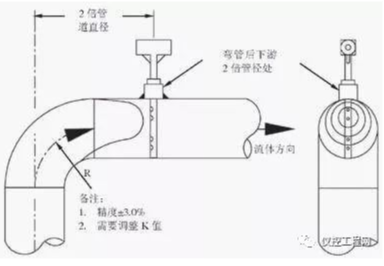 2 倍管
道直径
弯管后下游
2 倍管径处
R
流体方向
备注:
1. 精度±3.0%
2. 需要调整 K 值
仪控工程网